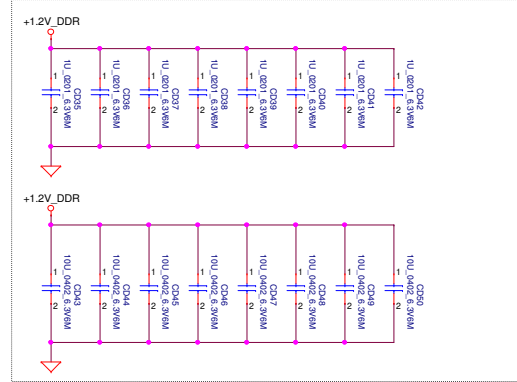 +1.2V_DDR
1
2
1U_0201_6.3V6M
CD35
1
2
1U_0201_6.3V6M
CD36
1
2
1U_0201_6.3V6M
CD37
1
2
1U_0201_6.3V6M
CD38
1
2
1U_0201_6.3V6M
CD39
1
2
1U_0201_6.3V6M
CD40
1
2
1U_0201_6.3V6M
CD41
1
2
1U_0201_6.3V6M
CD42
+1.2V_DDR
1
2
10U_0402_6.3V6M
CD43
1
2
10U_0402_6.3V6M
CD44
1
2
10U_0402_6.3V6M
CD45
1
2
10U_0402_6.3V6M
CD46
1
2
10U_0402_6.3V6M
CD47
1
2
10U_0402_6.3V6M
CD48
1
2
10U_0402_6.3V6M
CD49
1
2
10U_0402_6.3V6M
CD50